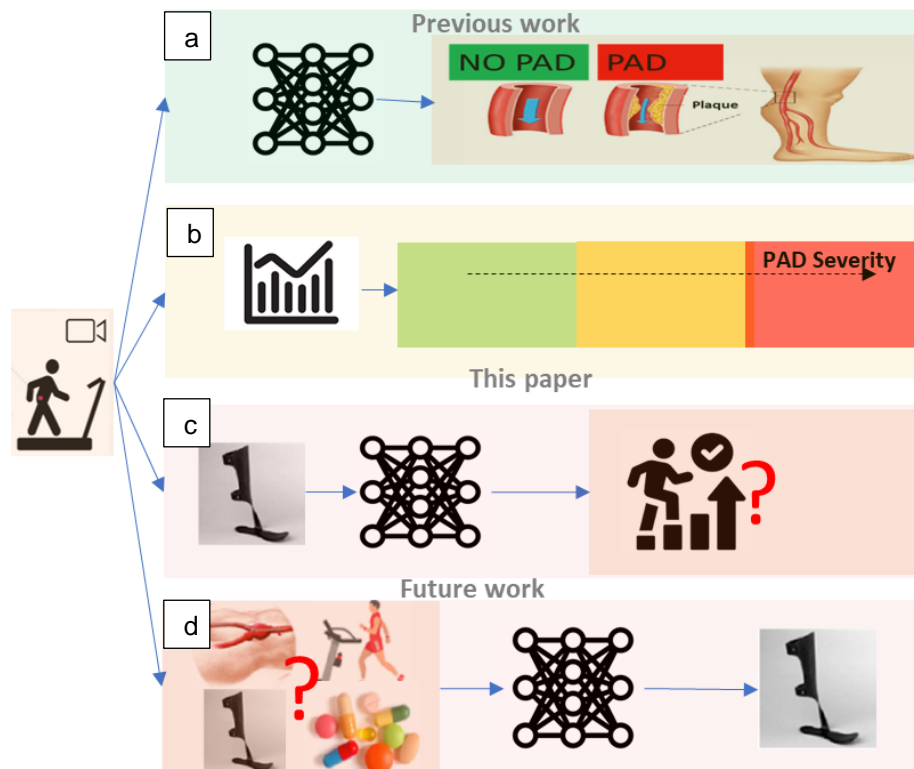 Previous work
a
NO PAD
PAD
Plaque
b
PAD Severity
This paper
c
?
Future work
d
?